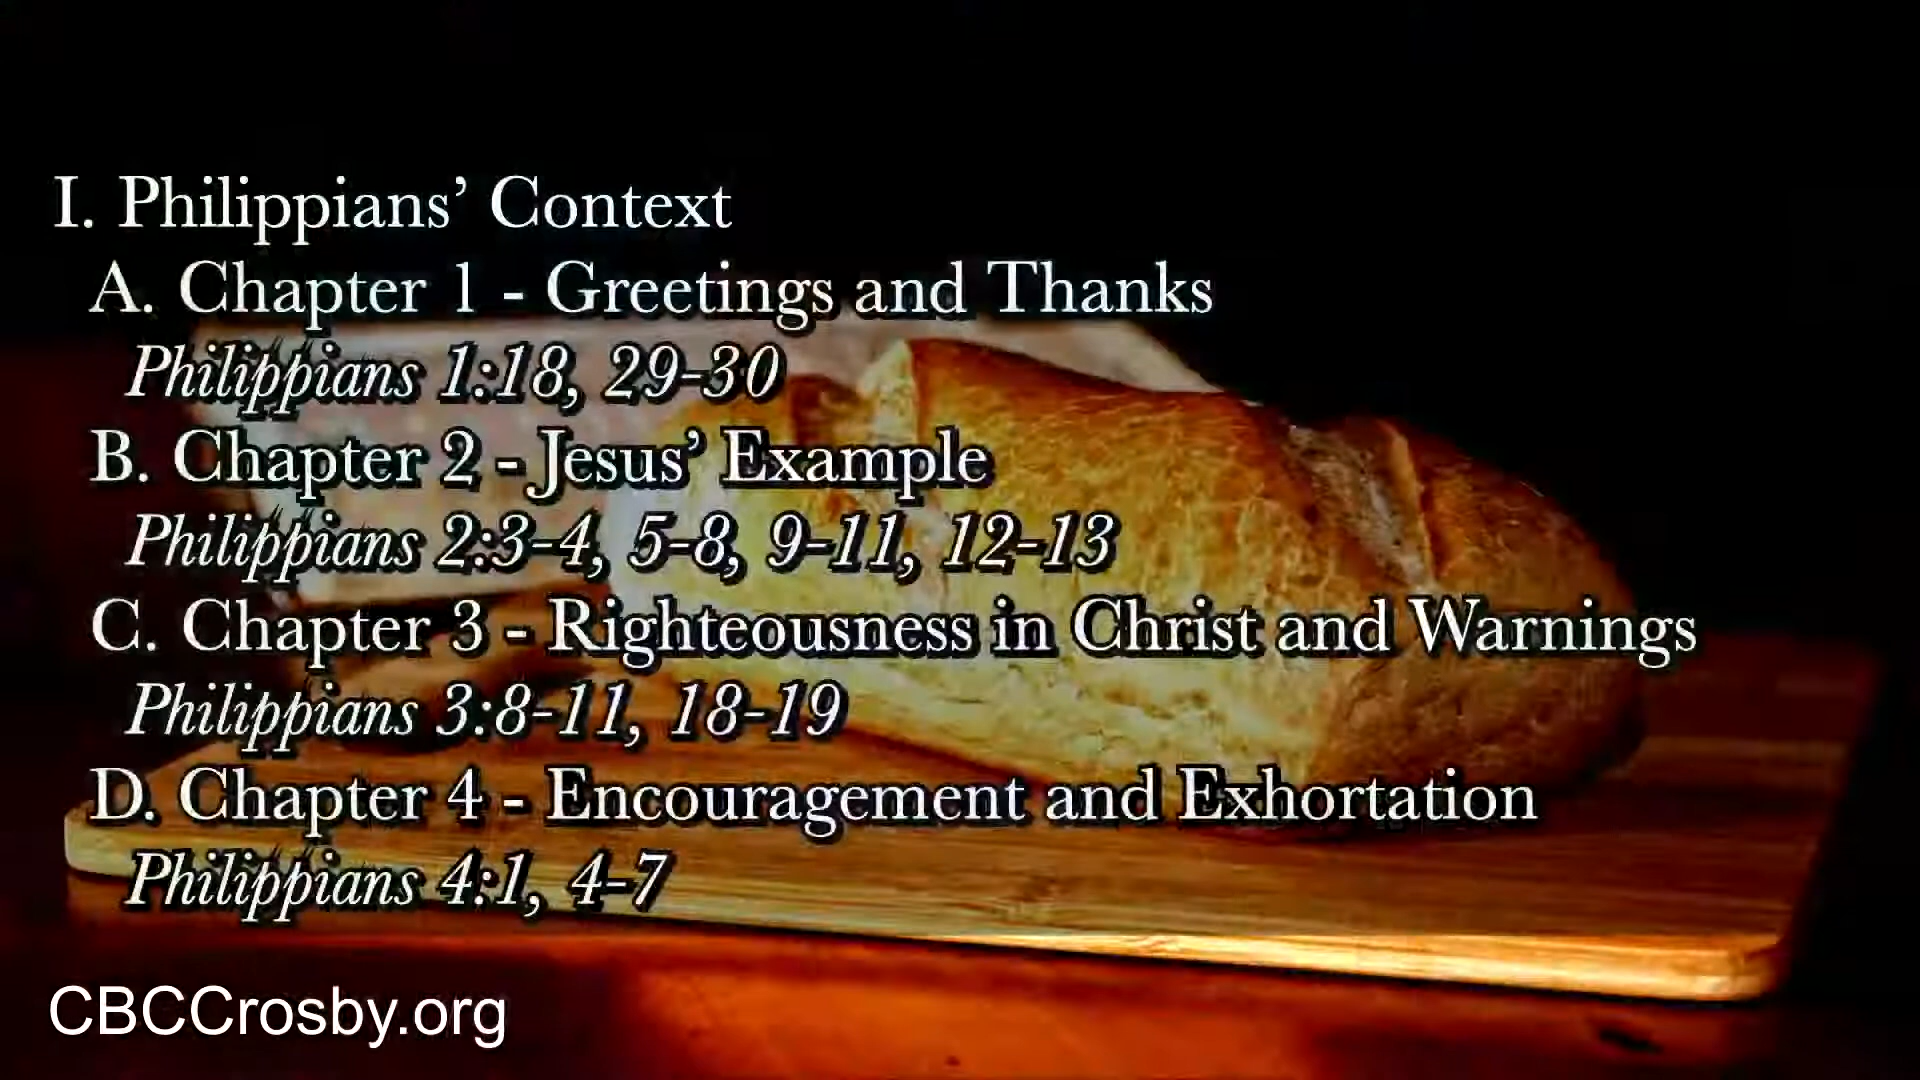 I. Philippians’ Context
A. Chapter 1 - Greetings and Thanks
Philippians 1:18, 29-30
B. Chapter 2 - Jesus’ Example
Philippians 2:3-4, 5-8, 9-11, 12-13
C. Chapter 3 - Righteousness in Christ and Warnings
Philippians 3:8-11, 18-19
D. Chapter 4 - Encouragement and Exhortation
Philippians 4:1, 4-7
CBCCrosby.org